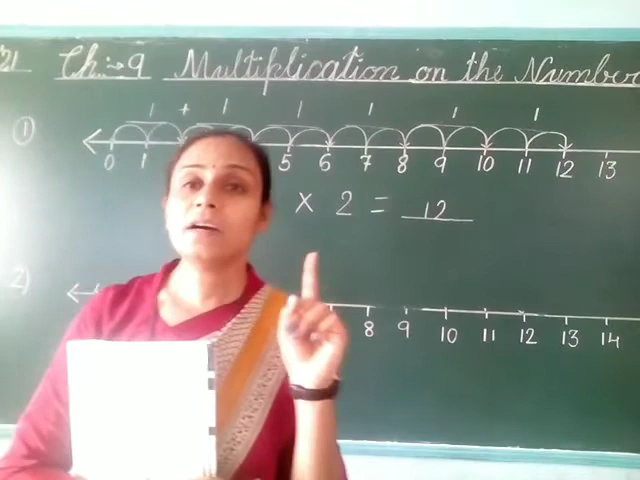 21 Ch:→9 Multiplication on the Number
1 + 1 1 1 1 1
① 0 1 5 6 7 8 9 10 11 12 13
x 2 = 12
2) 8 9 10 11 12 13 14